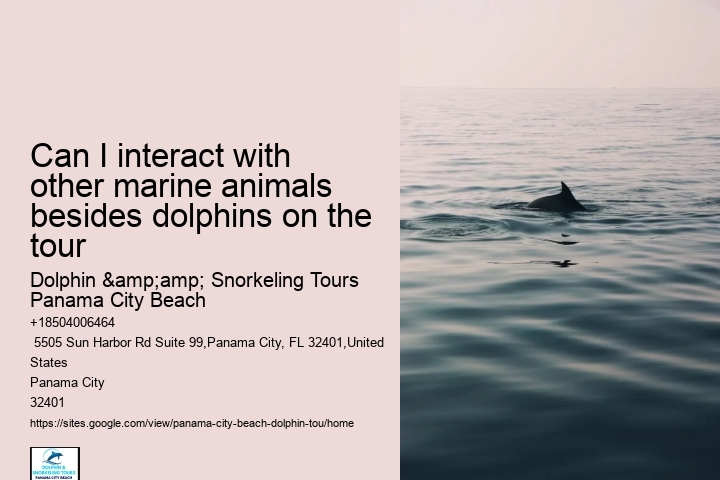 Can I interact with
other marine animals
besides dolphins on the
tour
Dolphin &amp;amp; Snorkeling Tours
Panama City Beach
+18504006464
5505 Sun Harbor Rd Suite 99,Panama City, FL 32401,United
States
Panama City
32401
https://sites.google.com/view/panama-city-beach-dolphin-tou/home
DOLPHIN &
SNORKELING TOURS
PANAMA CITY BEACH